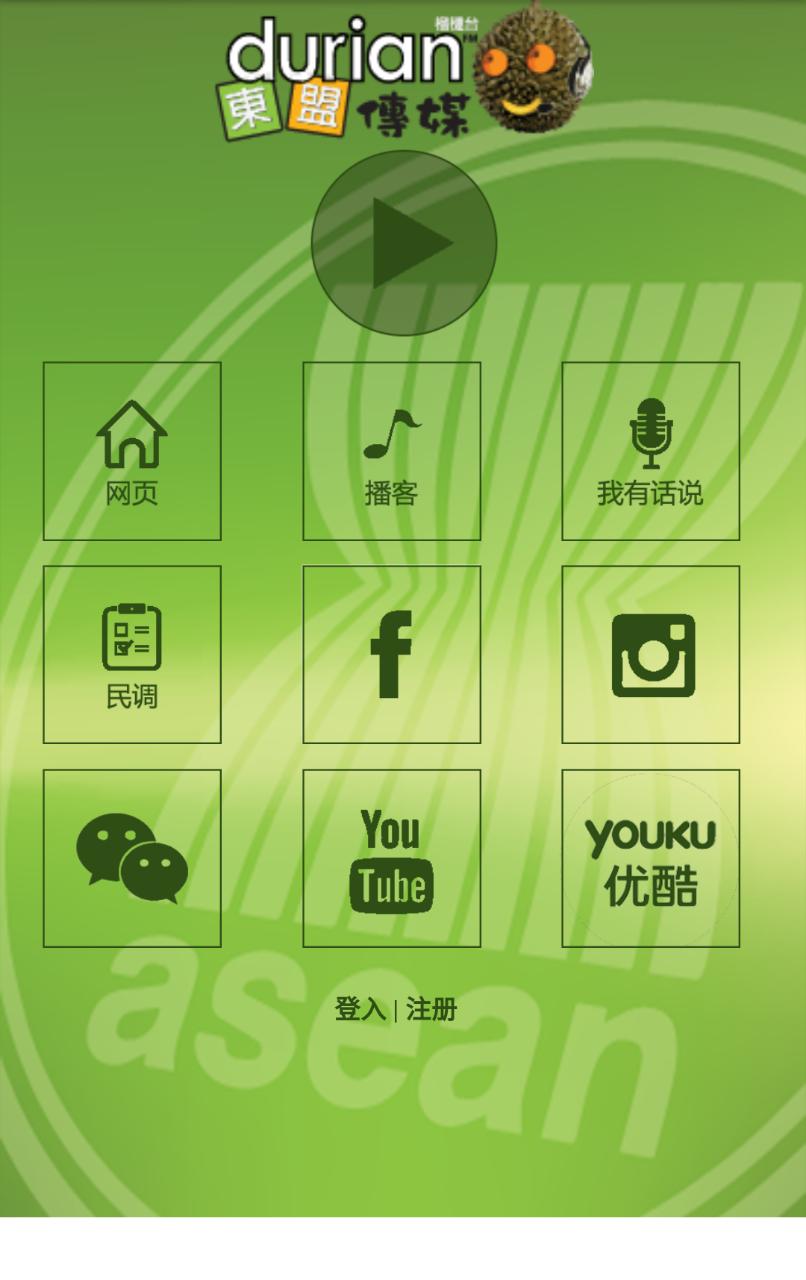 榴槤台
durian FM
東盟傳媒
网页
播客
我有话说
民调
f
You
Tube
YOUKU
优酷
asean
登入 | 注册